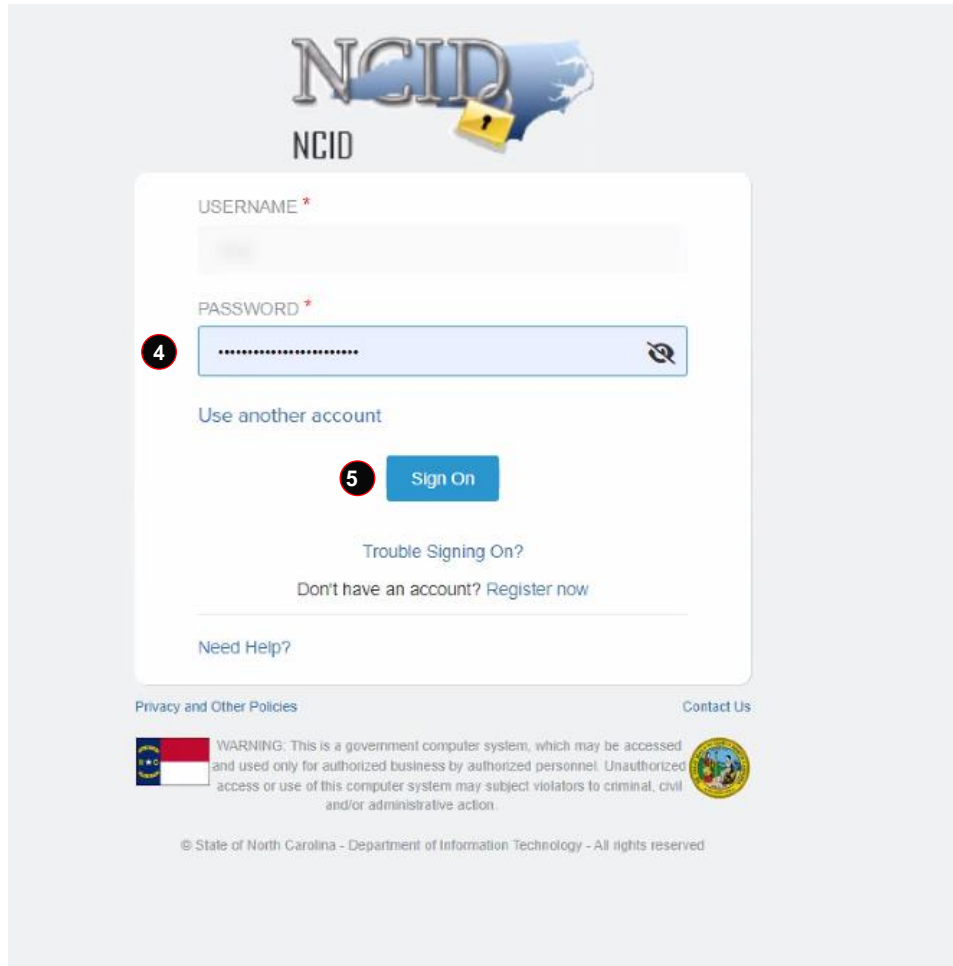 NCID
NCID
USERNAME *
PASSWORD *
4
••••••••••••••••••••••••
Use another account
5 Sign On
Trouble Signing On?
Don't have an account? Register now
Need Help?
Privacy and Other Policies Contact Us
WARNING: This is a government computer system, which may be accessed
and used only for authorized business by authorized personnel. Unauthorized
access or use of this computer system may subject violators to criminal, civil
and/or administrative action.
© State of North Carolina - Department of Information Technology - All rights reserved